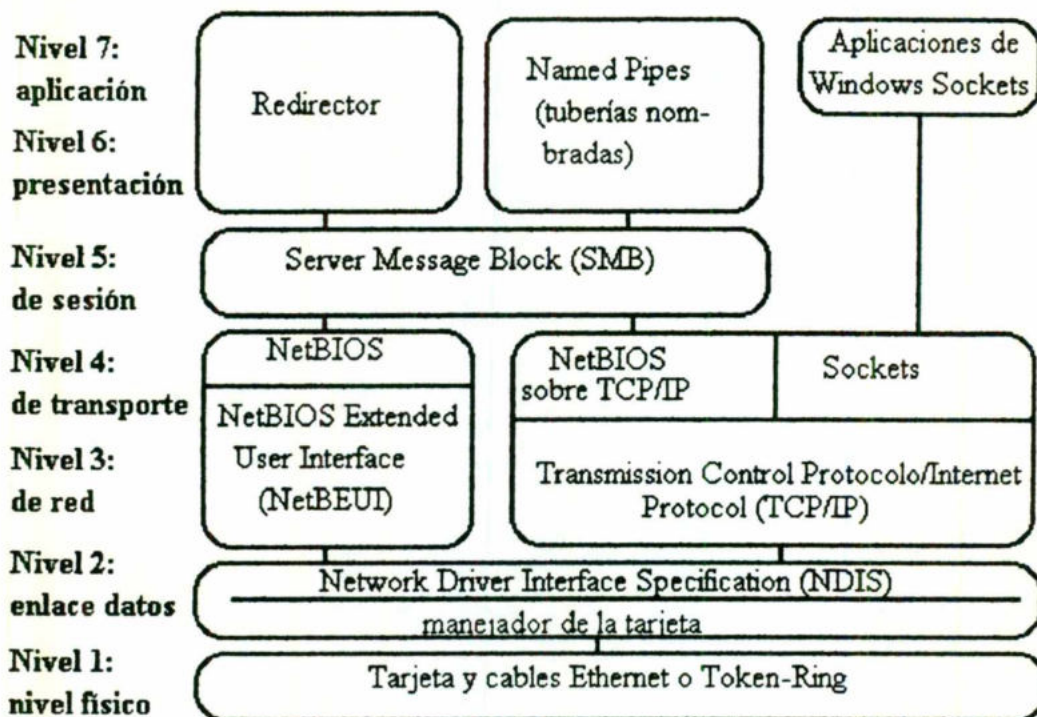 Nivel 7:
aplicación
Nivel 6:
presentación
Redirector
Named Pipes
(tuberías nom-
bradas)
Aplicaciones de
Windows Sockets
Nivel 5:
de sesión
Server Message Block (SMB)
Nivel 4:
de transporte
NetBIOS
NetBIOS
sobre TCP/IP
Sockets
Nivel 3:
de red
NetBIOS Extended
User Interface
(NetBEUI)
Transmission Control Protocolo/Internet
Protocol (TCP/IP)
Nivel 2:
enlace datos
Network Driver Interface Specification (NDIS)
manejador de la tarjeta
Nivel 1:
nivel físico
Tarjeta y cables Ethernet o Token-Ring